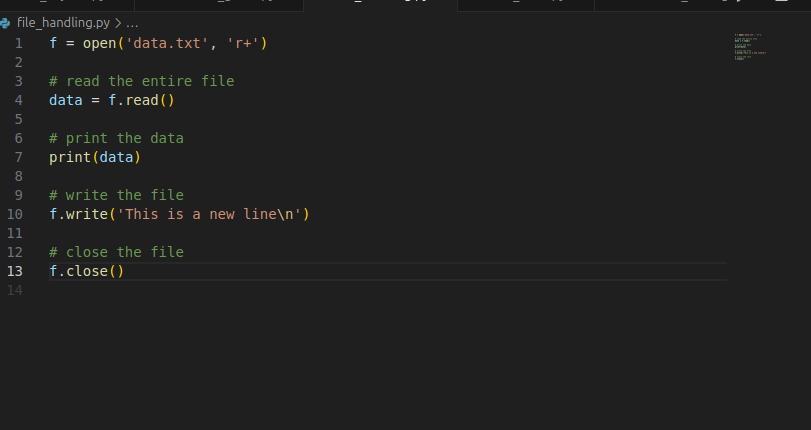 file_handling.py > ...
1 f = open('data.txt', 'r+')
2
3 # read the entire file
4 data = f.read()
5
6 # print the data
7 print(data)
8
9 # write the file
10 f.write('This is a new line\n')
11
12 # close the file
13 f.close()
14